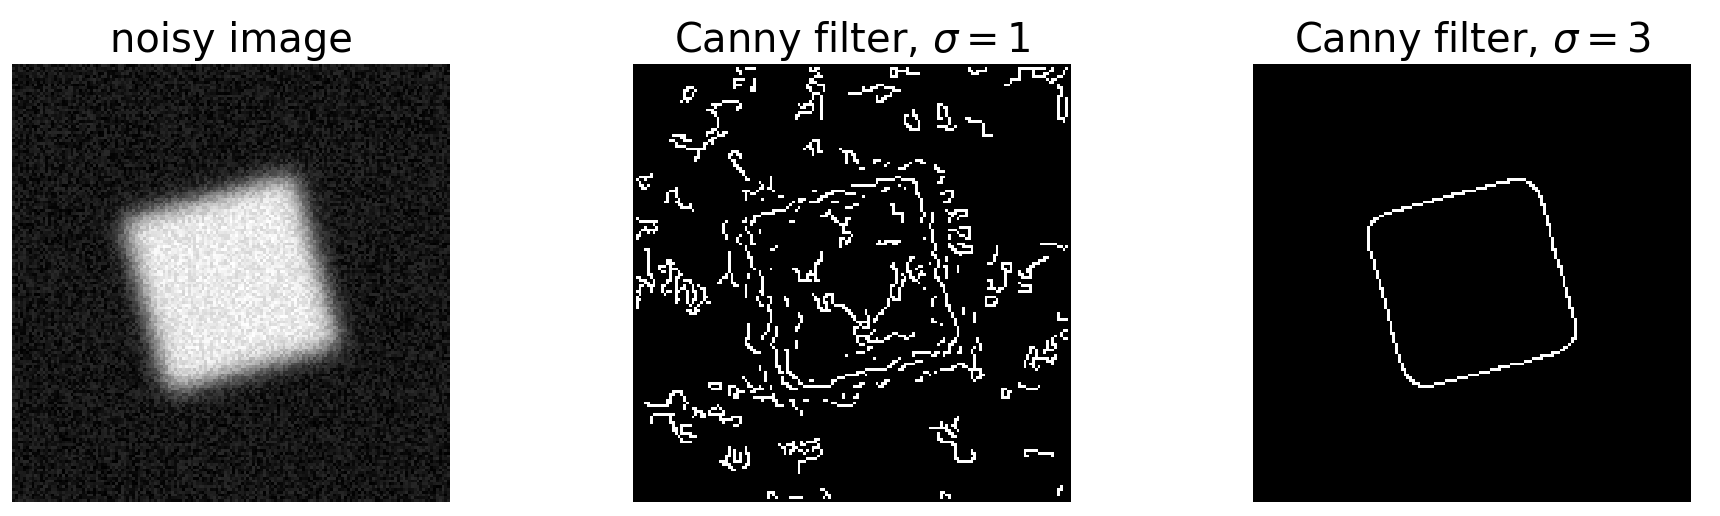 noisy image
Canny filter, σ = 1
Canny filter, σ = 3